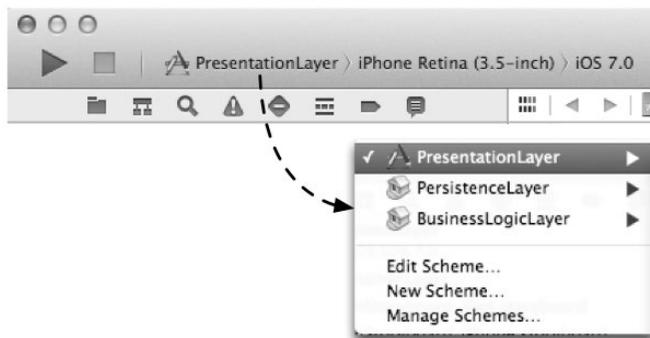 PresentationLayer › iPhone Retina (3.5-inch) › iOS 7.0
✓ PresentationLayer
PersistenceLayer
BusinessLogicLayer
Edit Scheme...
New Scheme...
Manage Schemes...